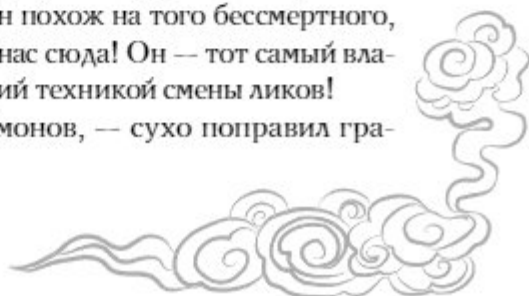 н похож на того бессмертного,
нас сюда! Он — тот самый вла-
ий техникой смены ликов!
монов, — сухо поправил гра-